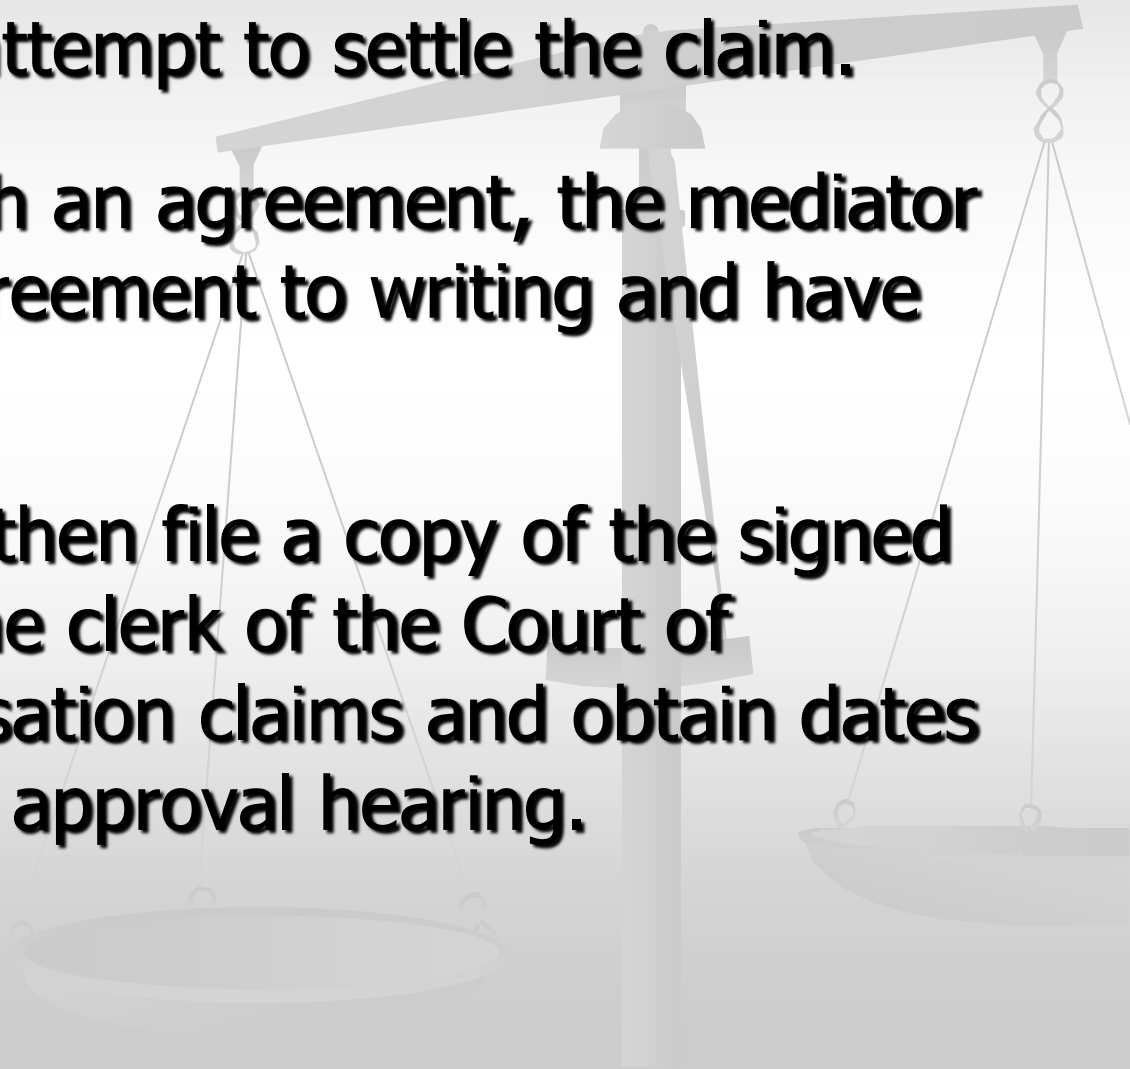 attempt to settle the claim.
h an agreement, the mediator
reement to writing and have
then file a copy of the signed
e clerk of the Court of
sation claims and obtain dates
approval hearing.